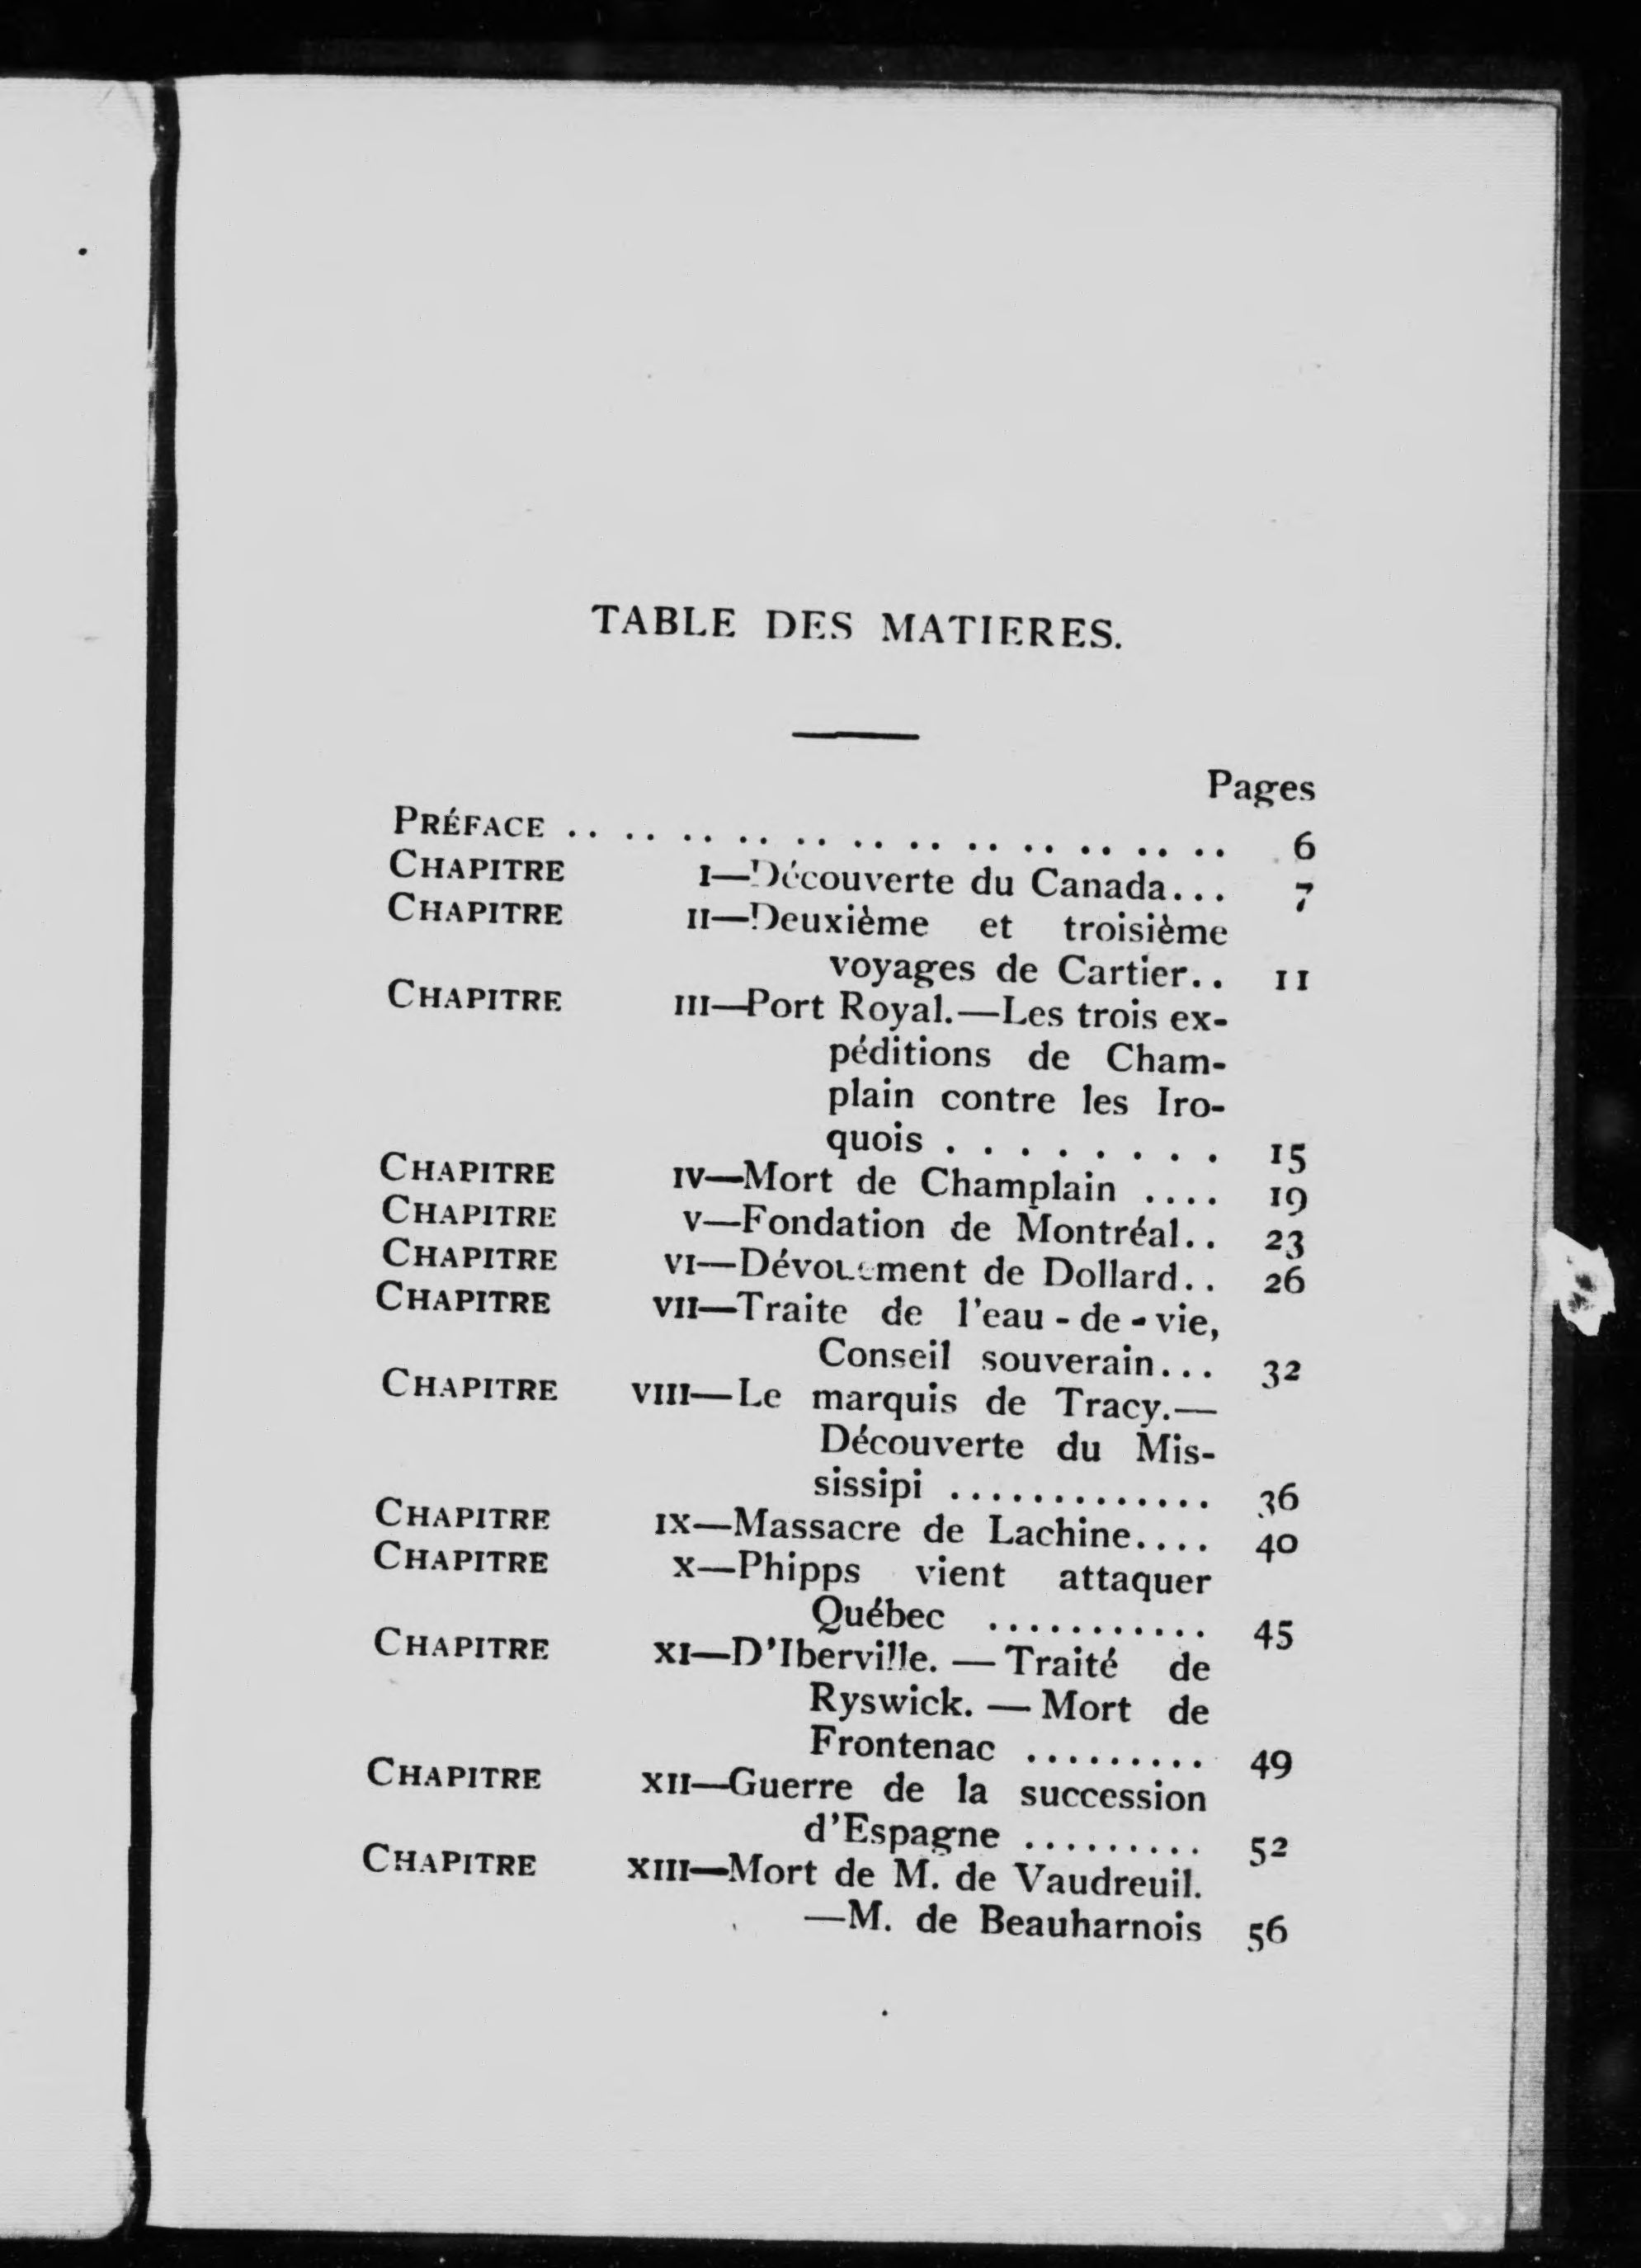 TABLE DES MATIERES.
Pages
PRÉFACE .. .. .. .. .. .. .. .. .. .. .. .. 6
CHAPITRE I—Découverte du Canada... 7
CHAPITRE II—Deuxième et troisième
voyages de Cartier.. 11
CHAPITRE III—Port Royal.—Les trois ex-
péditions de Cham-
plain contre les Iro-
quois . . . . . . . . 15
CHAPITRE IV—Mort de Champlain .... 19
CHAPITRE V—Fondation de Montréal.. 23
CHAPITRE VI—Dévouement de Dollard.. 26
CHAPITRE VII—Traite de l'eau-de-vie,
Conseil souverain... 32
CHAPITRE VIII—Le marquis de Tracy.—
Découverte du Mis-
sissipi ............. 36
CHAPITRE IX—Massacre de Lachine.... 40
CHAPITRE X—Phipps vient attaquer
Québec ........... 45
CHAPITRE XI—D'Iberville. — Traité de
Ryswick. — Mort de
Frontenac ......... 49
CHAPITRE XII—Guerre de la succession
d'Espagne ......... 52
CHAPITRE XIII—Mort de M. de Vaudreuil.
—M. de Beauharnois 56